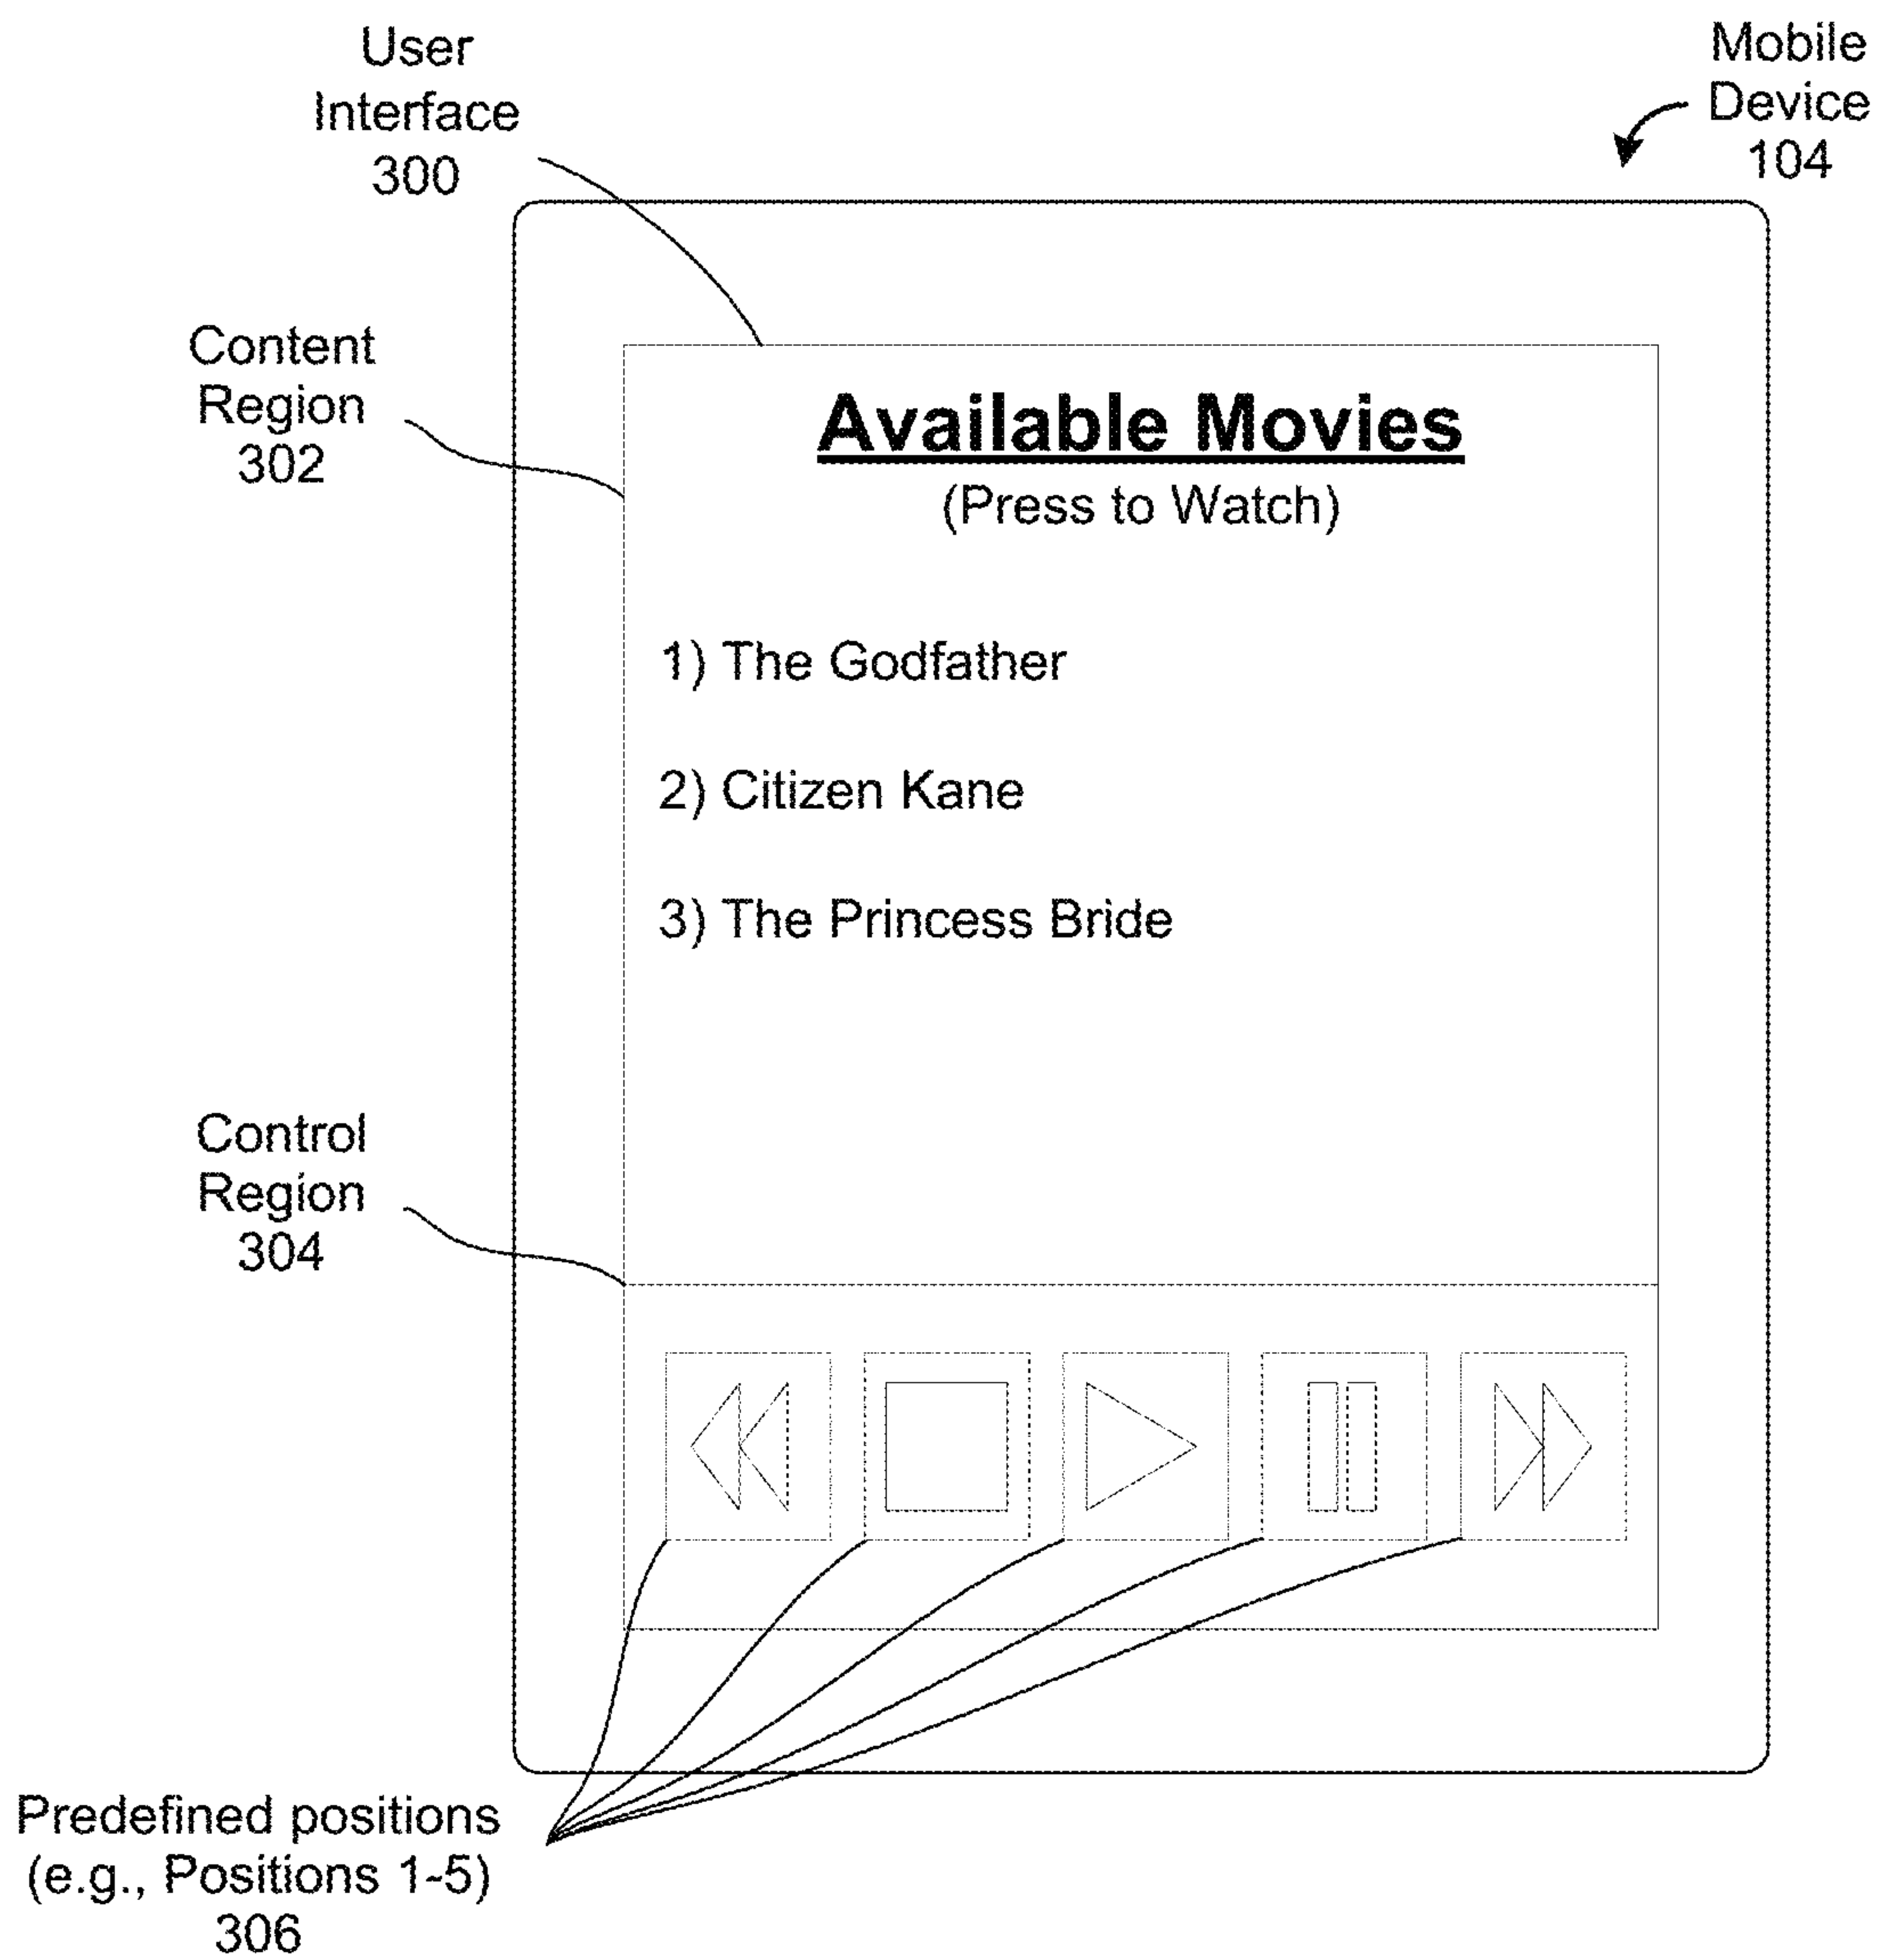 User
Interface
300
Mobile
Device
104
Content
Region
302
Available Movies
(Press to Watch)
1) The Godfather
2) Citizen Kane
3) The Princess Bride
Control
Region
304
Predefined positions
(e.g., Positions 1-5)
306